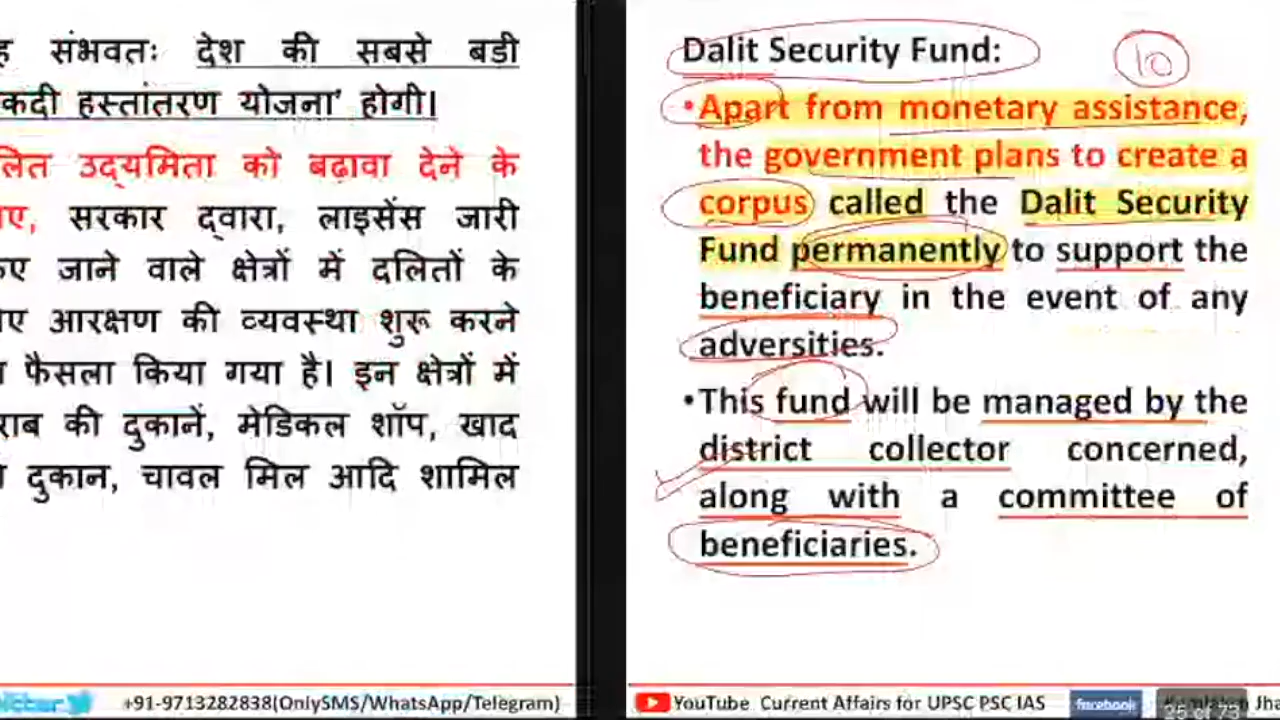 संभवतः देश की सबसे बडी
हस्तांतरण योजना’ होगी।
उद्यमिता को बढ़ावा देने के
सरकार द्वारा, लाइसेंस जारी
जाने वाले क्षेत्रों में दलितों के
आरक्षण की व्यवस्था शुरू करने
फैसला किया गया है। इन क्षेत्रों में
की दुकानें, मेडिकल शॉप, खाद
दुकान, चावल मिल आदि शामिल
+91-9713282838(OnlySMS/WhatsApp/Telegram)
Dalit Security Fund:
10
•Apart from monetary assistance,
the government plans to create a
corpus called the Dalit Security
Fund permanently to support the
beneficiary in the event of any
adversities.
•This fund will be managed by the
district collector concerned,
along with a committee of
beneficiaries.
YouTube Current Affairs for UPSC PSC IAS facebook